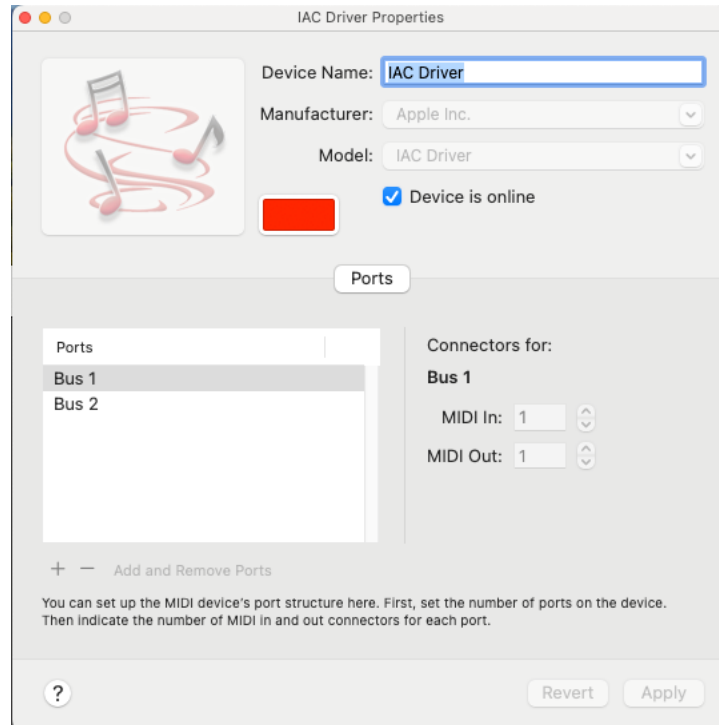 IAC Driver Properties
Device Name: IAC Driver
Manufacturer: Apple Inc.
Model: IAC Driver
Device is online
Ports
Ports
Bus 1
Bus 2
Connectors for:
Bus 1
MIDI In: 1
MIDI Out: 1
+ − Add and Remove Ports
You can set up the MIDI device's port structure here. First, set the number of ports on the device.
Then indicate the number of MIDI in and out connectors for each port.
? Revert Apply